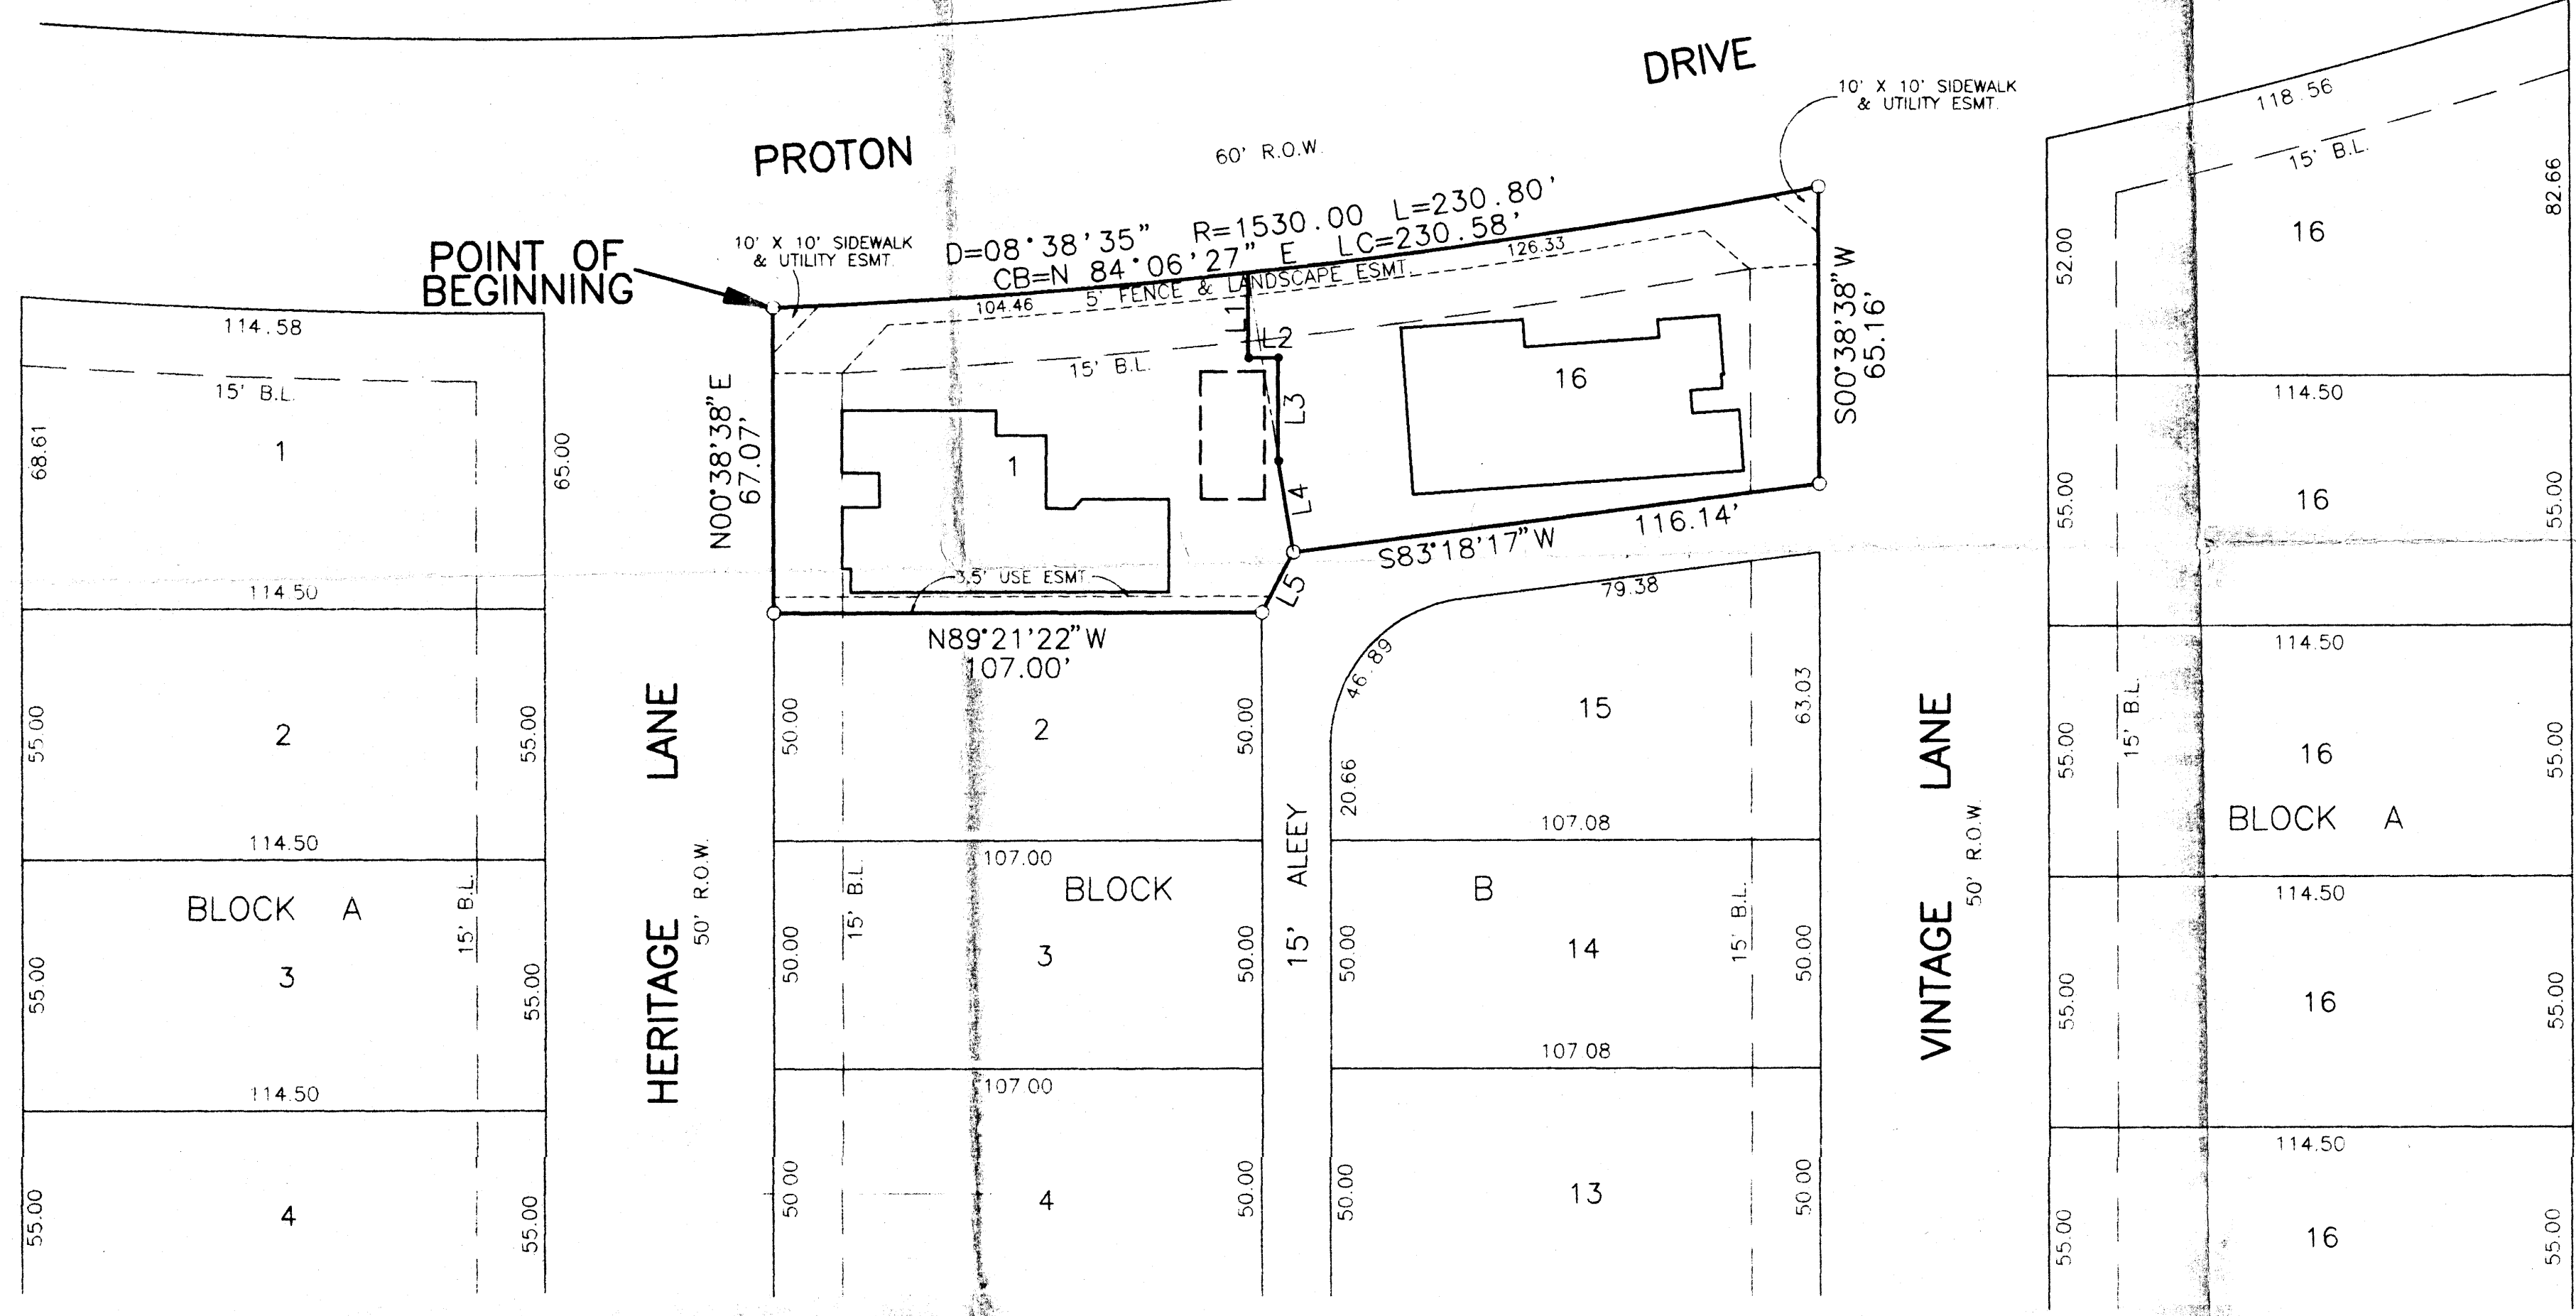 DRIVE
10' X 10' SIDEWALK
& UTILITY ESMT.
118.56
15' B.L.
82.66
16
52.00
PROTON
60' R.O.W.
D=08°38'35" R=1530.00 L=230.80'
CB=N 84°06'27" E LC=230.58'
126.33
5' FENCE & LANDSCAPE ESMT.
104.46
10' X 10' SIDEWALK
& UTILITY ESMT.
POINT OF
BEGINNING
114.58
15' B.L.
1
68.61
65.00
114.50
N00°38'38"E
67.07'
15' B.L.
1
L1
L2
L3
L4
L5
16
S00°38'38"W
65.16'
S83°18'17"W 116.14'
3.5' USE ESMT.
N89°21'22"W
107.00'
114.50
16
55.00
55.00
114.50
79.38
46.89
20.66
15
63.03
107.08
2
55.00
55.00
114.50
HERITAGE LANE
50' R.O.W.
50.00
2
50.00
107.00
15' ALEEY
VINTAGE LANE
50' R.O.W.
15' B.L.
55.00
16
55.00
BLOCK A
114.50
BLOCK A
3
55.00
55.00
15' B.L.
114.50
15' B.L.
BLOCK B
50.00
3
50.00
107.00
50.00
14
50.00
15' B.L.
107.08
55.00
16
55.00
114.50
55.00
4
55.00
50.00
4
50.00
50.00
13
50.00
55.00
16
55.00